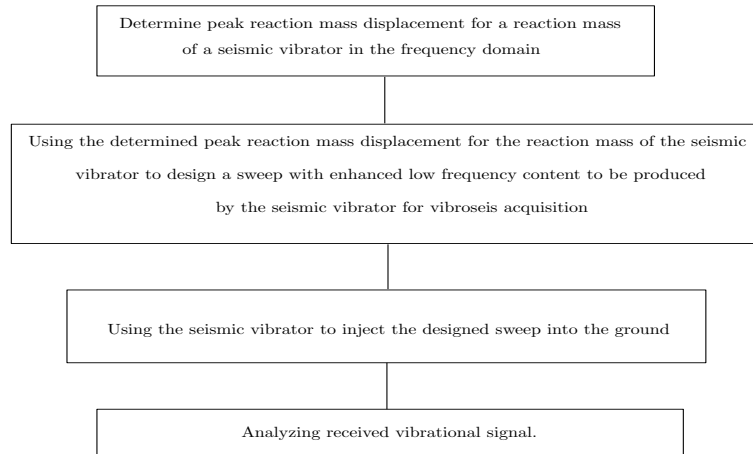 Determine peak reaction mass displacement for a reaction mass
of a seismic vibrator in the frequency domain
Using the determined peak reaction mass displacement for the reaction mass of the seismic
vibrator to design a sweep with enhanced low frequency content to be produced
by the seismic vibrator for vibroseis acquisition
Using the seismic vibrator to inject the designed sweep into the ground
Analyzing received vibrational signal.